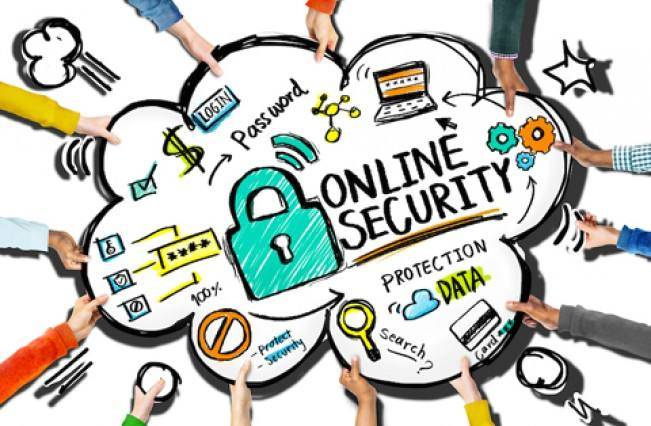 LOGIN
Password
ONLINE
SECURITY
****
100%
PROTECTION
DATA
- Protect
- Security
Search?
Card